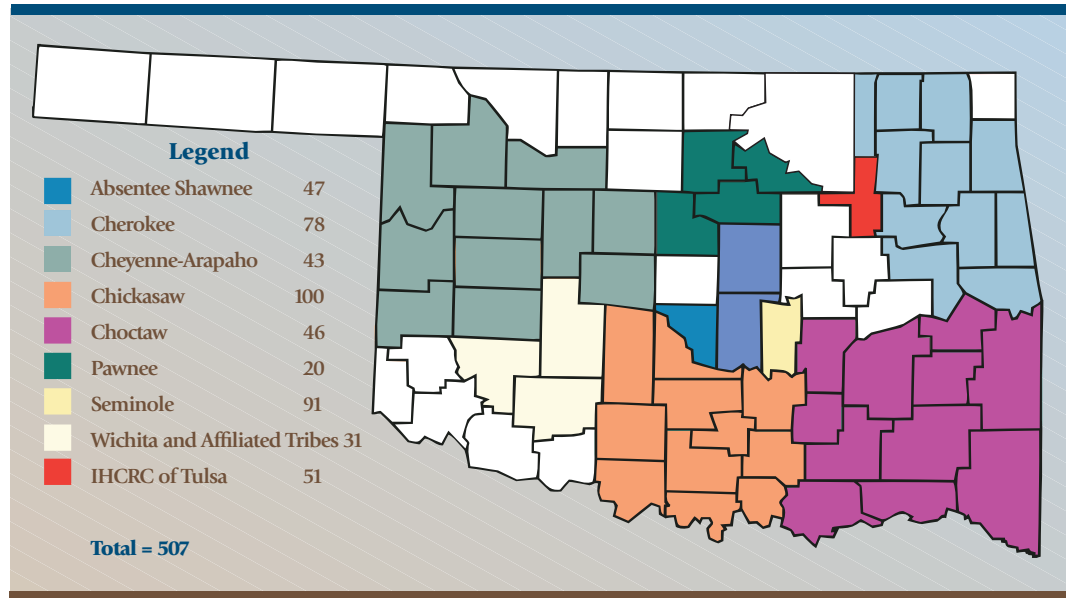 Legend
Absentee Shawnee 47
Cherokee 78
Cheyenne-Arapaho 43
Chickasaw 100
Choctaw 46
Pawnee 20
Seminole 91
Wichita and Affiliated Tribes 31
IHCRC of Tulsa 51
Total = 507